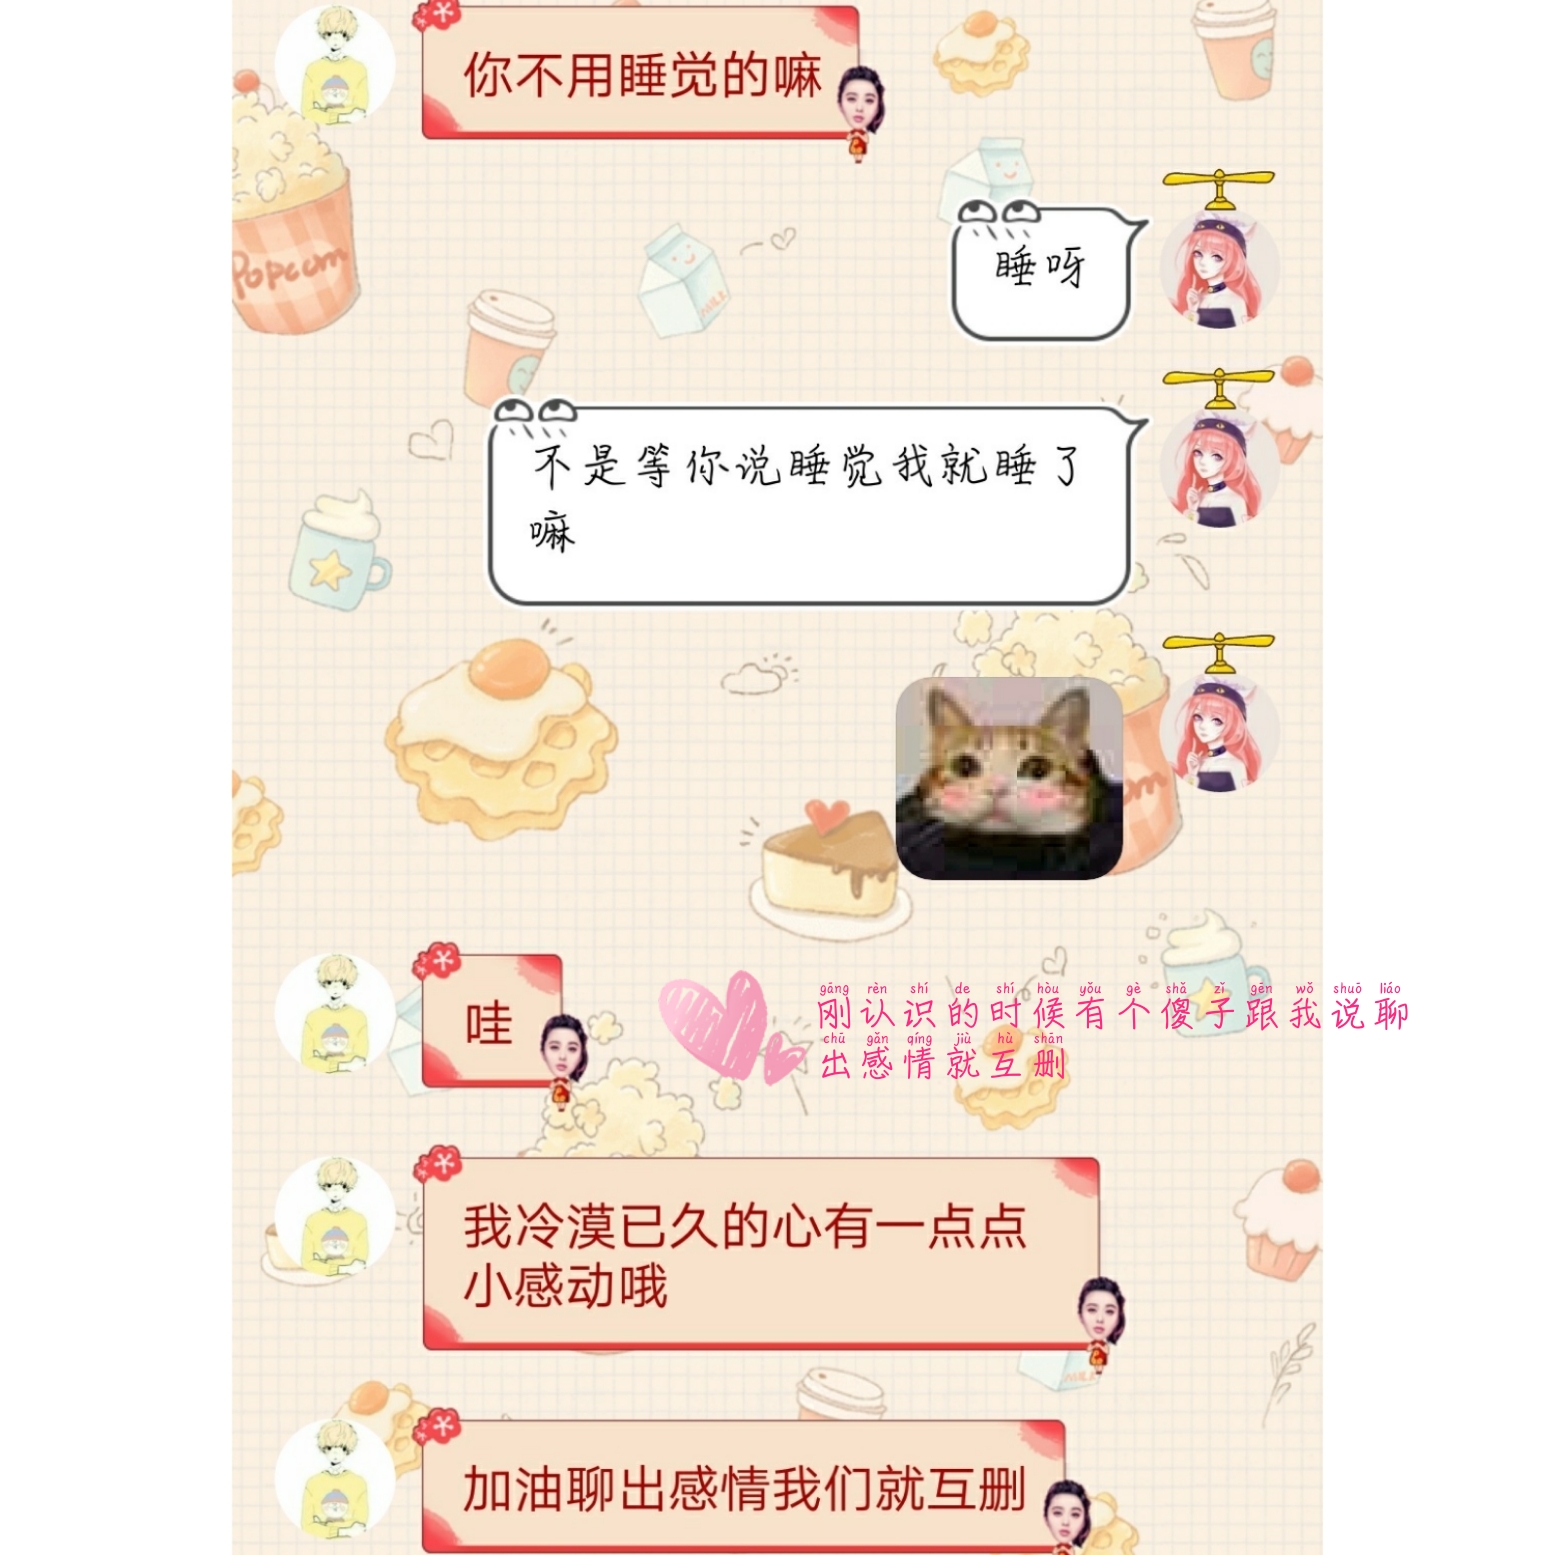 你不用睡觉的嘛
睡呀
Popcorn
MILK
不是等你说睡觉我就睡了
嘛
哇
gāng rèn shí de shí hòu yǒu gè shǎ zǐ gēn wǒ shuō liáo
刚认识的时候有个傻子跟我说聊
chū gǎn qíng jiù hù shān
出感情就互删
我冷漠已久的心有一点点
小感动哦
MILK
加油聊出感情我们就互删